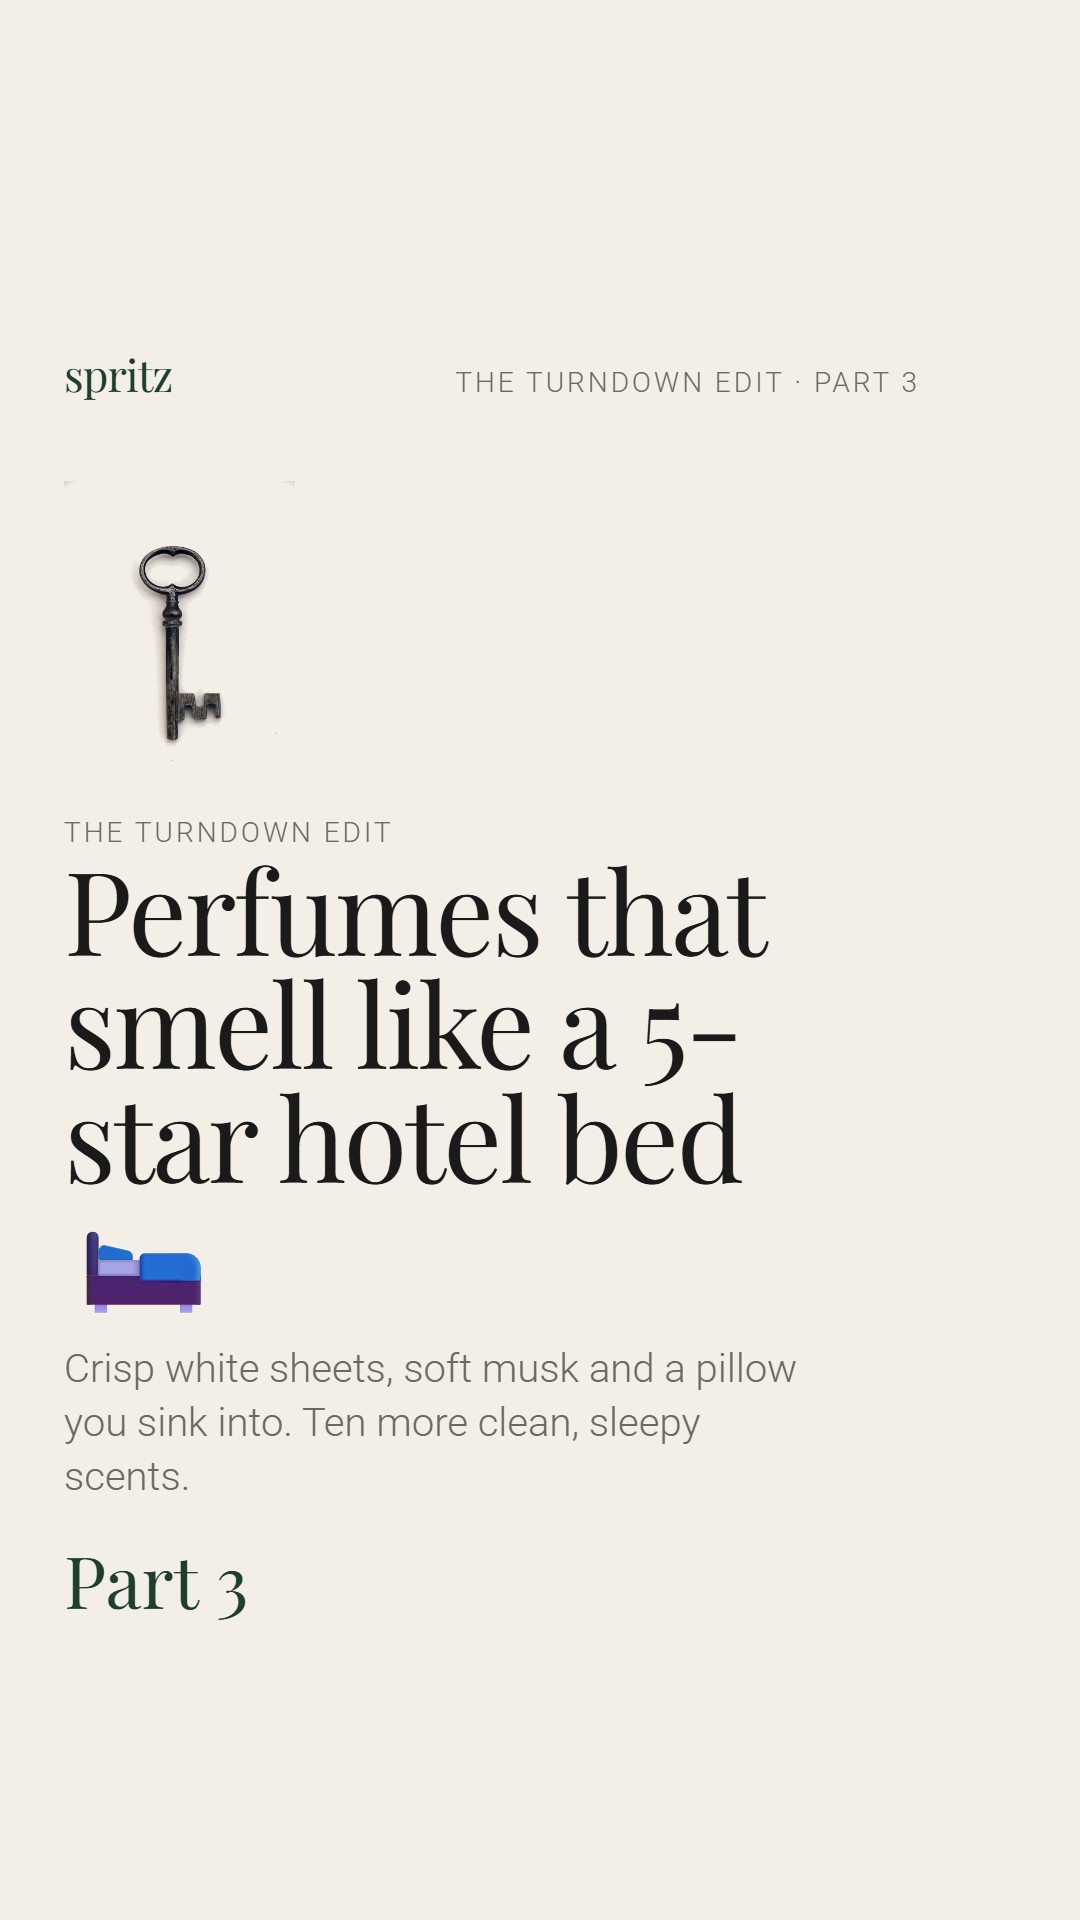 spritz
THE TURNDOWN EDIT · PART 3
THE TURNDOWN EDIT
Perfumes that
smell like a 5-
star hotel bed
Crisp white sheets, soft musk and a pillow
you sink into. Ten more clean, sleepy
scents.
Part 3